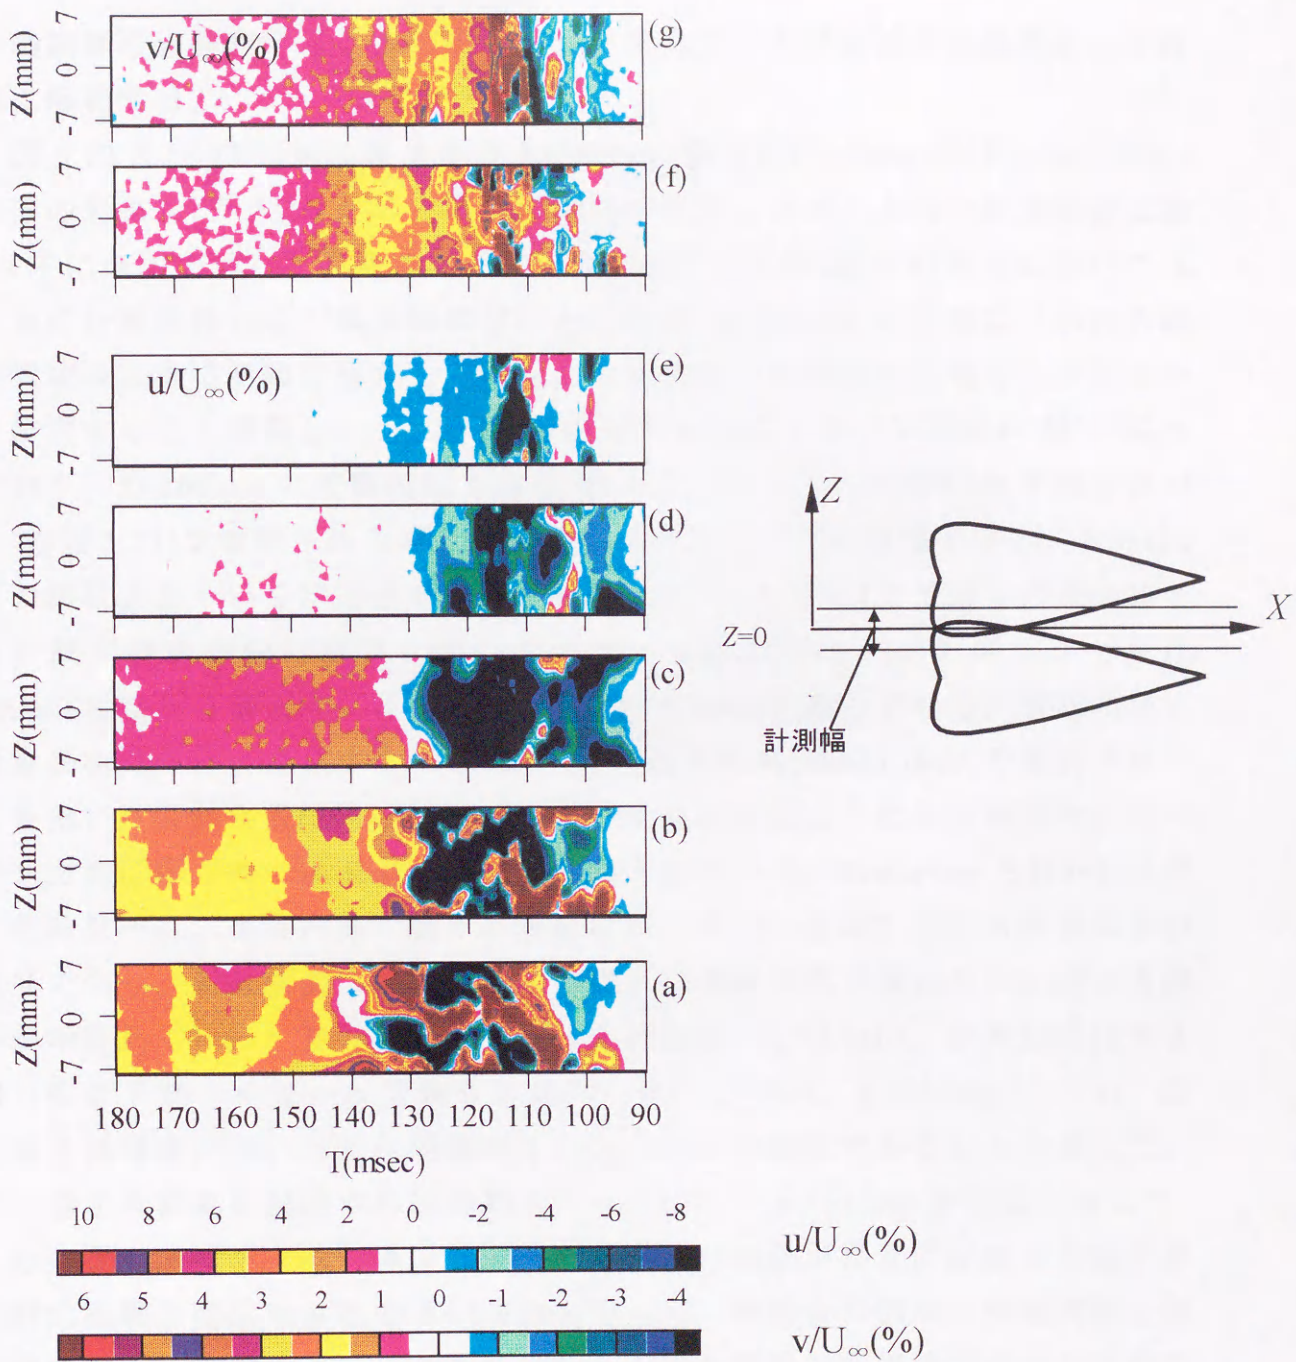 7
0
-7
Z(mm)
v/U∞(%)
(g)
7
0
-7
Z(mm)
(f)
7
0
-7
Z(mm)
u/U∞(%)
(e)
7
0
-7
Z(mm)
(d)
7
0
-7
Z(mm)
(c)
7
0
-7
Z(mm)
(b)
7
0
-7
Z(mm)
(a)
180 170 160 150 140 130 120 110 100 90
T(msec)
Z
X
Z=0
計測幅
10 8 6 4 2 0 -2 -4 -6 -8
u/U∞(%)
6 5 4 3 2 1 0 -1 -2 -3 -4
v/U∞(%)